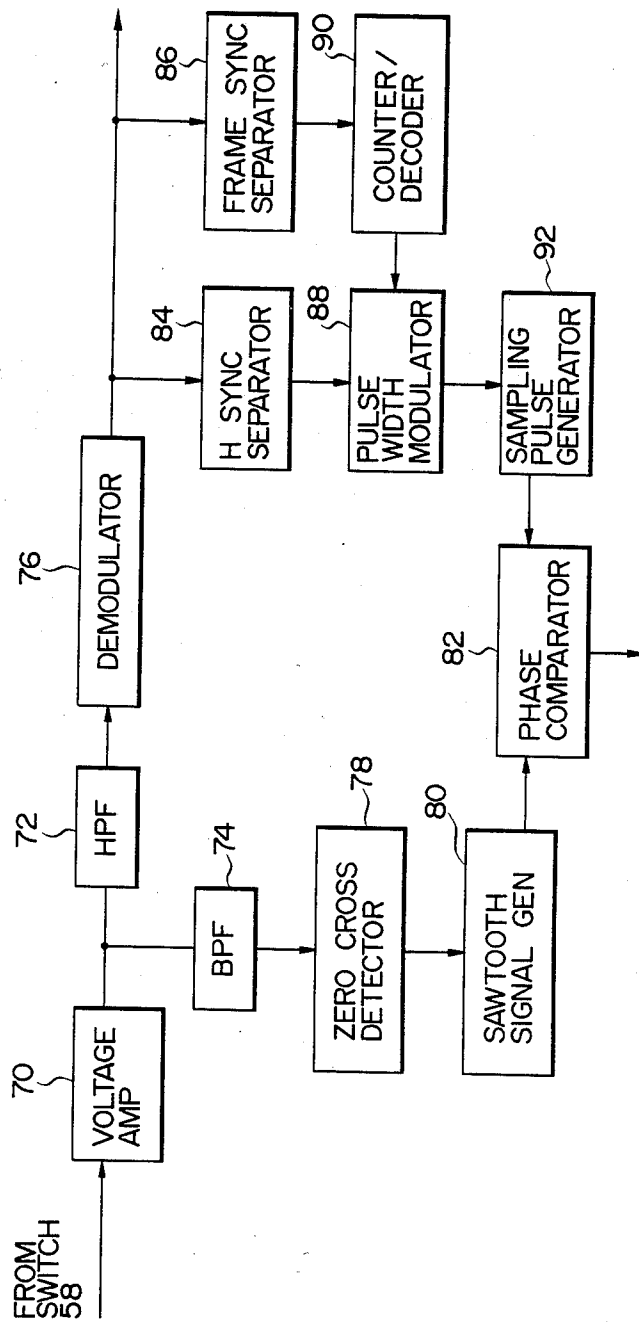 FROM
SWITCH
58
70
VOLTAGE
AMP
72
HPF
76
DEMODULATOR
74
BPF
78
ZERO CROSS
DETECTOR
80
SAWTOOTH
SIGNAL GEN
82
PHASE
COMPARATOR
84
H SYNC
SEPARATOR
86
FRAME SYNC
SEPARATOR
88
PULSE
WIDTH
MODULATOR
90
COUNTER/
DECODER
92
SAMPLING
PULSE
GENERATOR